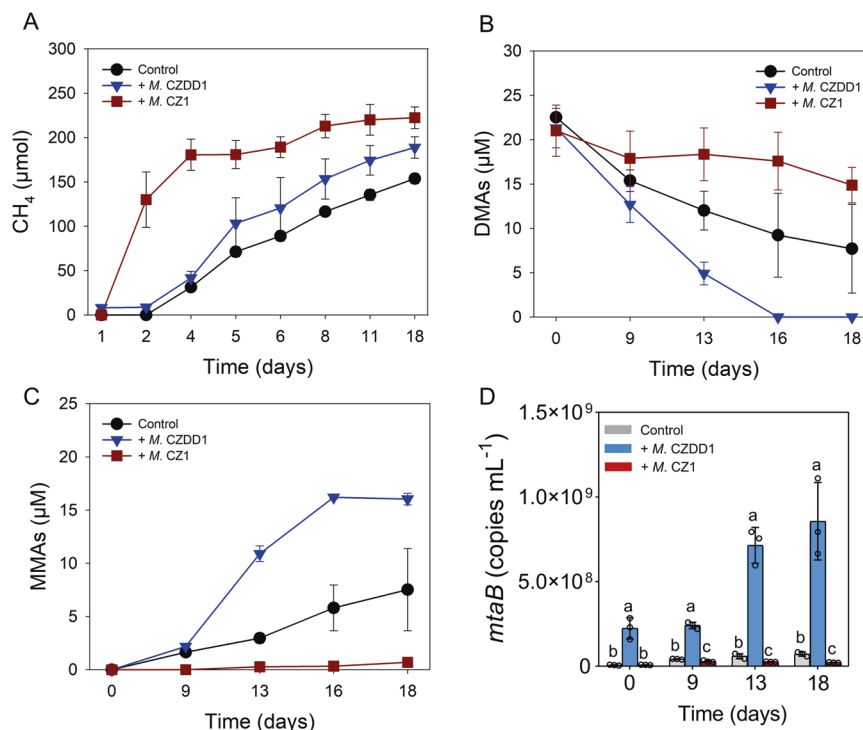 A
300
250
200
150
100
50
0
CH₄ (μmol)
Control
+ M. CZDD1
+ M. CZ1
1 2 4 5 6 8 11 18
Time (days)
B
30
25
20
15
10
5
0
DMAs (μM)
Control
+ M. CZDD1
+ M. CZ1
0 9 13 16 18
Time (days)
C
25
20
15
10
5
0
MMAs (μM)
Control
+ M. CZDD1
+ M. CZ1
0 9 13 16 18
Time (days)
D
1.5×10⁹
1.0×10⁹
5.0×10⁸
0
mtaB (copies mL⁻¹)
Control
+ M. CZDD1
+ M. CZ1
b a b b a c b a c b a c
0 9 13 18
Time (days)